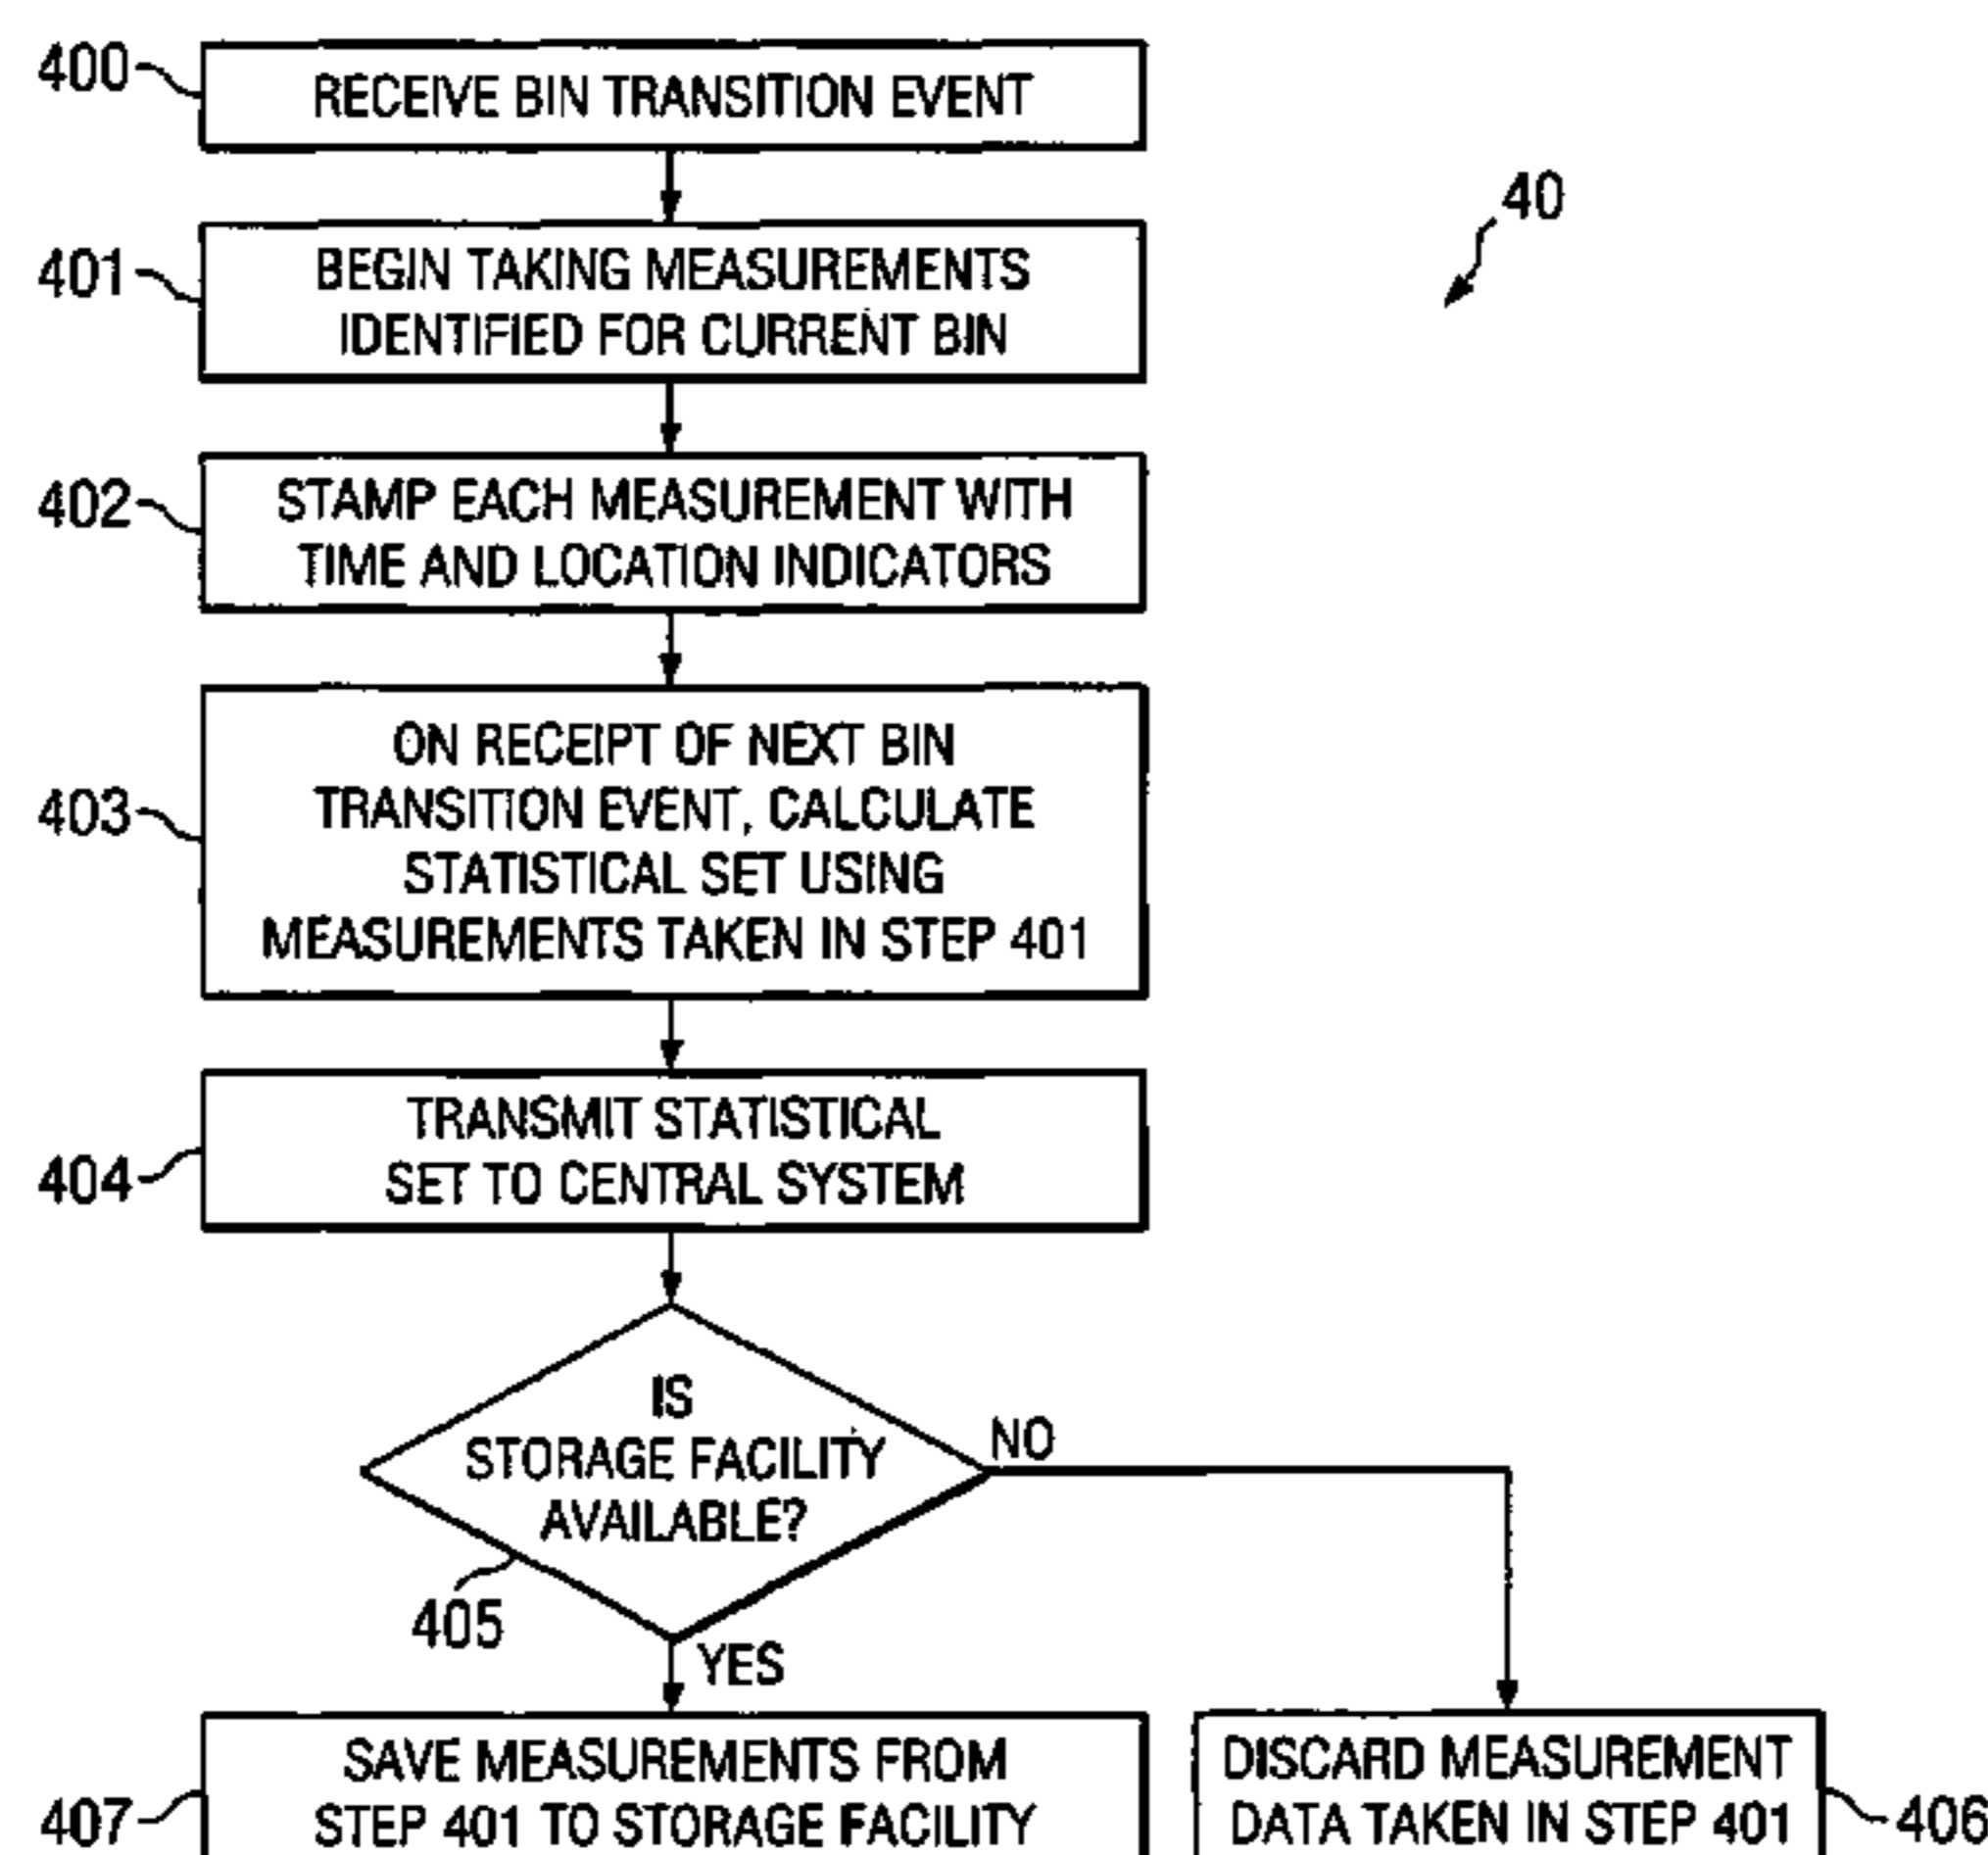 400
RECEIVE BIN TRANSITION EVENT
40
401
BEGIN TAKING MEASUREMENTS
IDENTIFIED FOR CURRENT BIN
402
STAMP EACH MEASUREMENT WITH
TIME AND LOCATION INDICATORS
403
ON RECEIPT OF NEXT BIN
TRANSITION EVENT, CALCULATE
STATISTICAL SET USING
MEASUREMENTS TAKEN IN STEP 401
404
TRANSMIT STATISTICAL
SET TO CENTRAL SYSTEM
IS
STORAGE FACILITY
AVAILABLE?
NO
405
YES
407
SAVE MEASUREMENTS FROM
STEP 401 TO STORAGE FACILITY
DISCARD MEASUREMENT
DATA TAKEN IN STEP 401
406